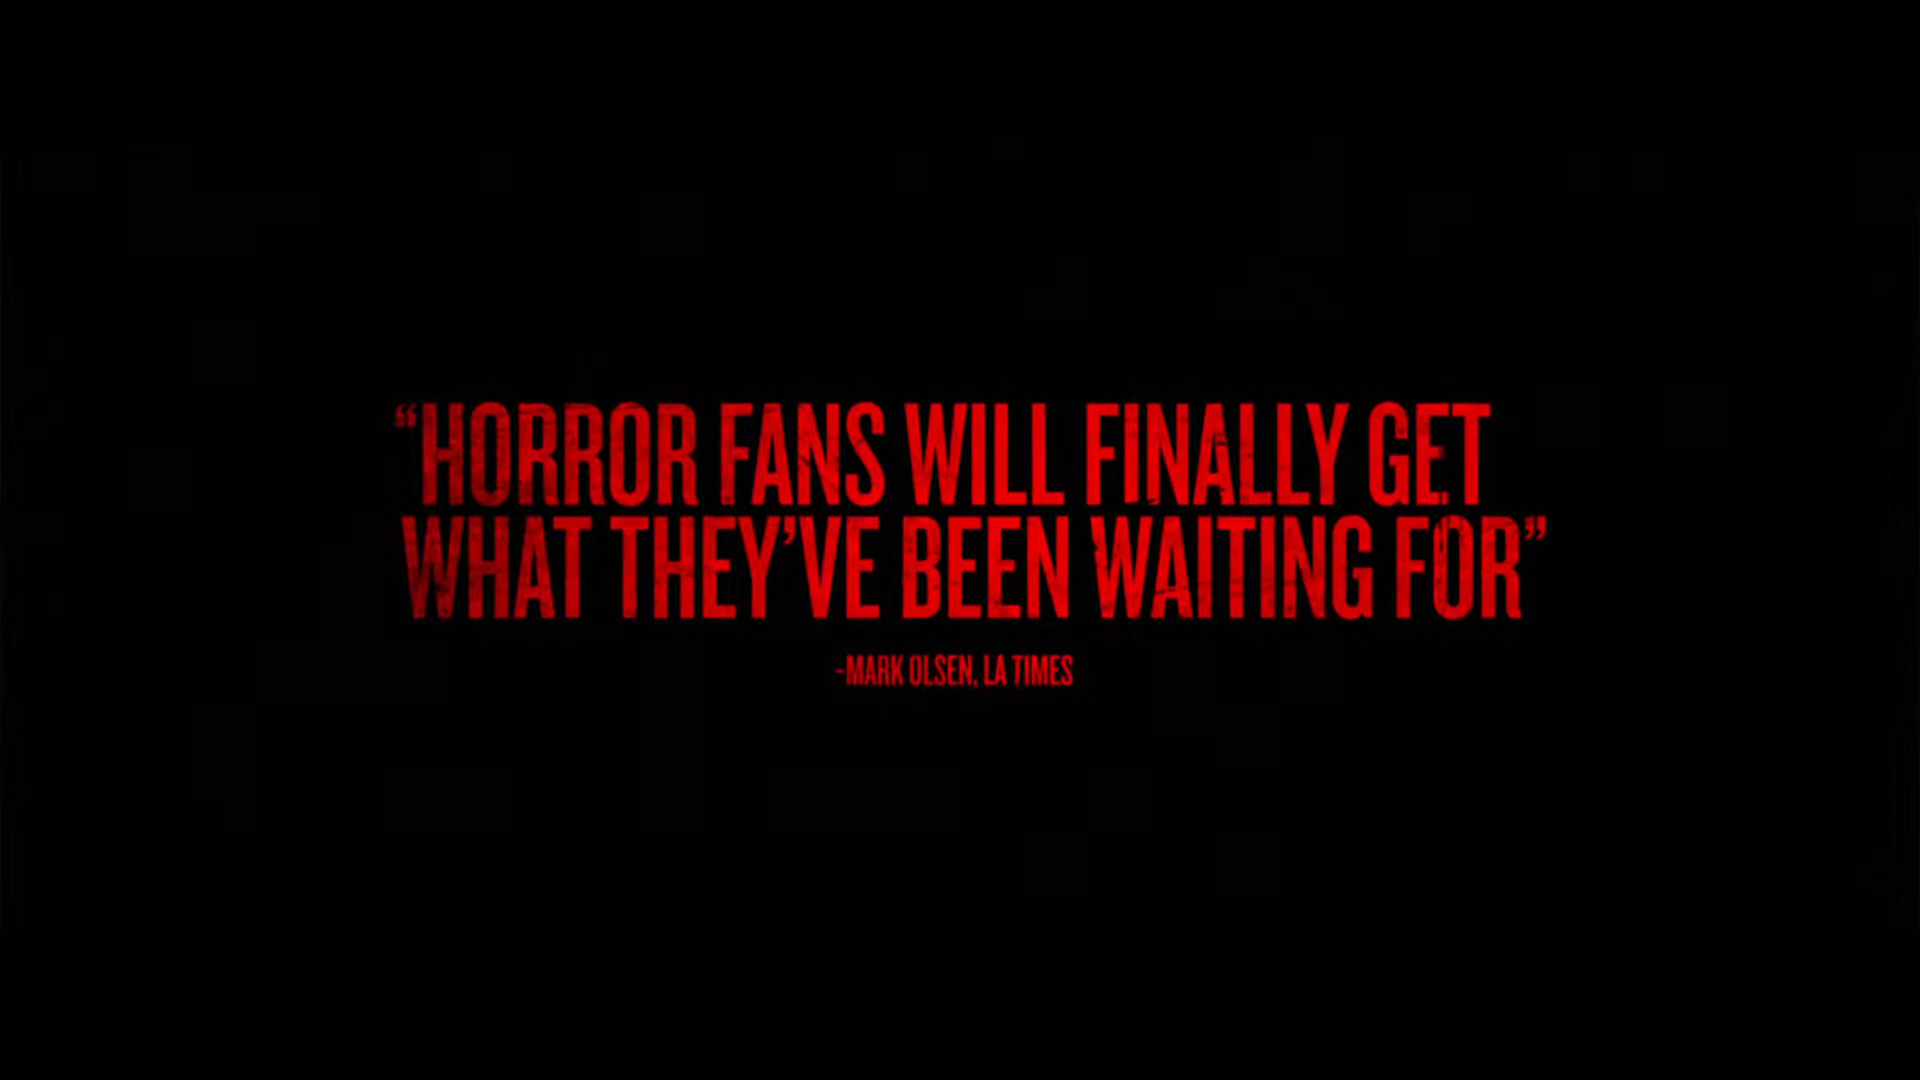 “HORROR FANS WILL FINALLY GET
WHAT THEY’VE BEEN WAITING FOR”
-MARK OLSEN, LA TIMES